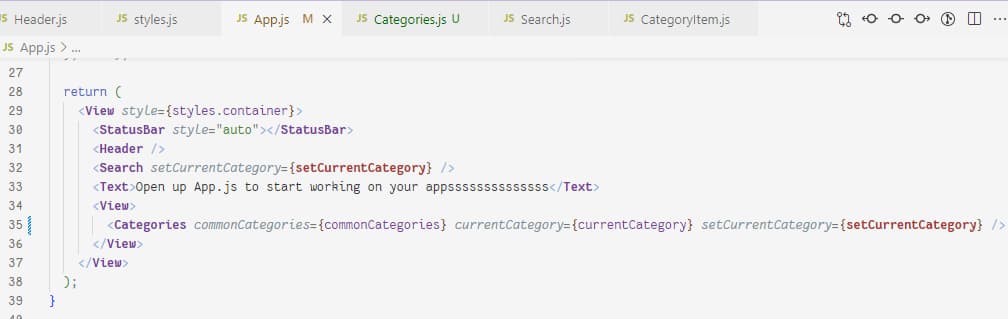 JS Header.js JS styles.js JS App.js M JS Categories.js U JS Search.js JS CategoryItem.js
JS App.js > ...
27
28 return (
29 <View style={styles.container}>
30 <StatusBar style="auto"></StatusBar>
31 <Header />
32 <Search setCurrentCategory={setCurrentCategory} />
33 <Text>Open up App.js to start working on your appssssssssssssss</Text>
34 <View>
35 <Categories commonCategories={commonCategories} currentCategory={currentCategory} setCurrentCategory={setCurrentCategory} />
36 </View>
37 </View>
38 );
39 }